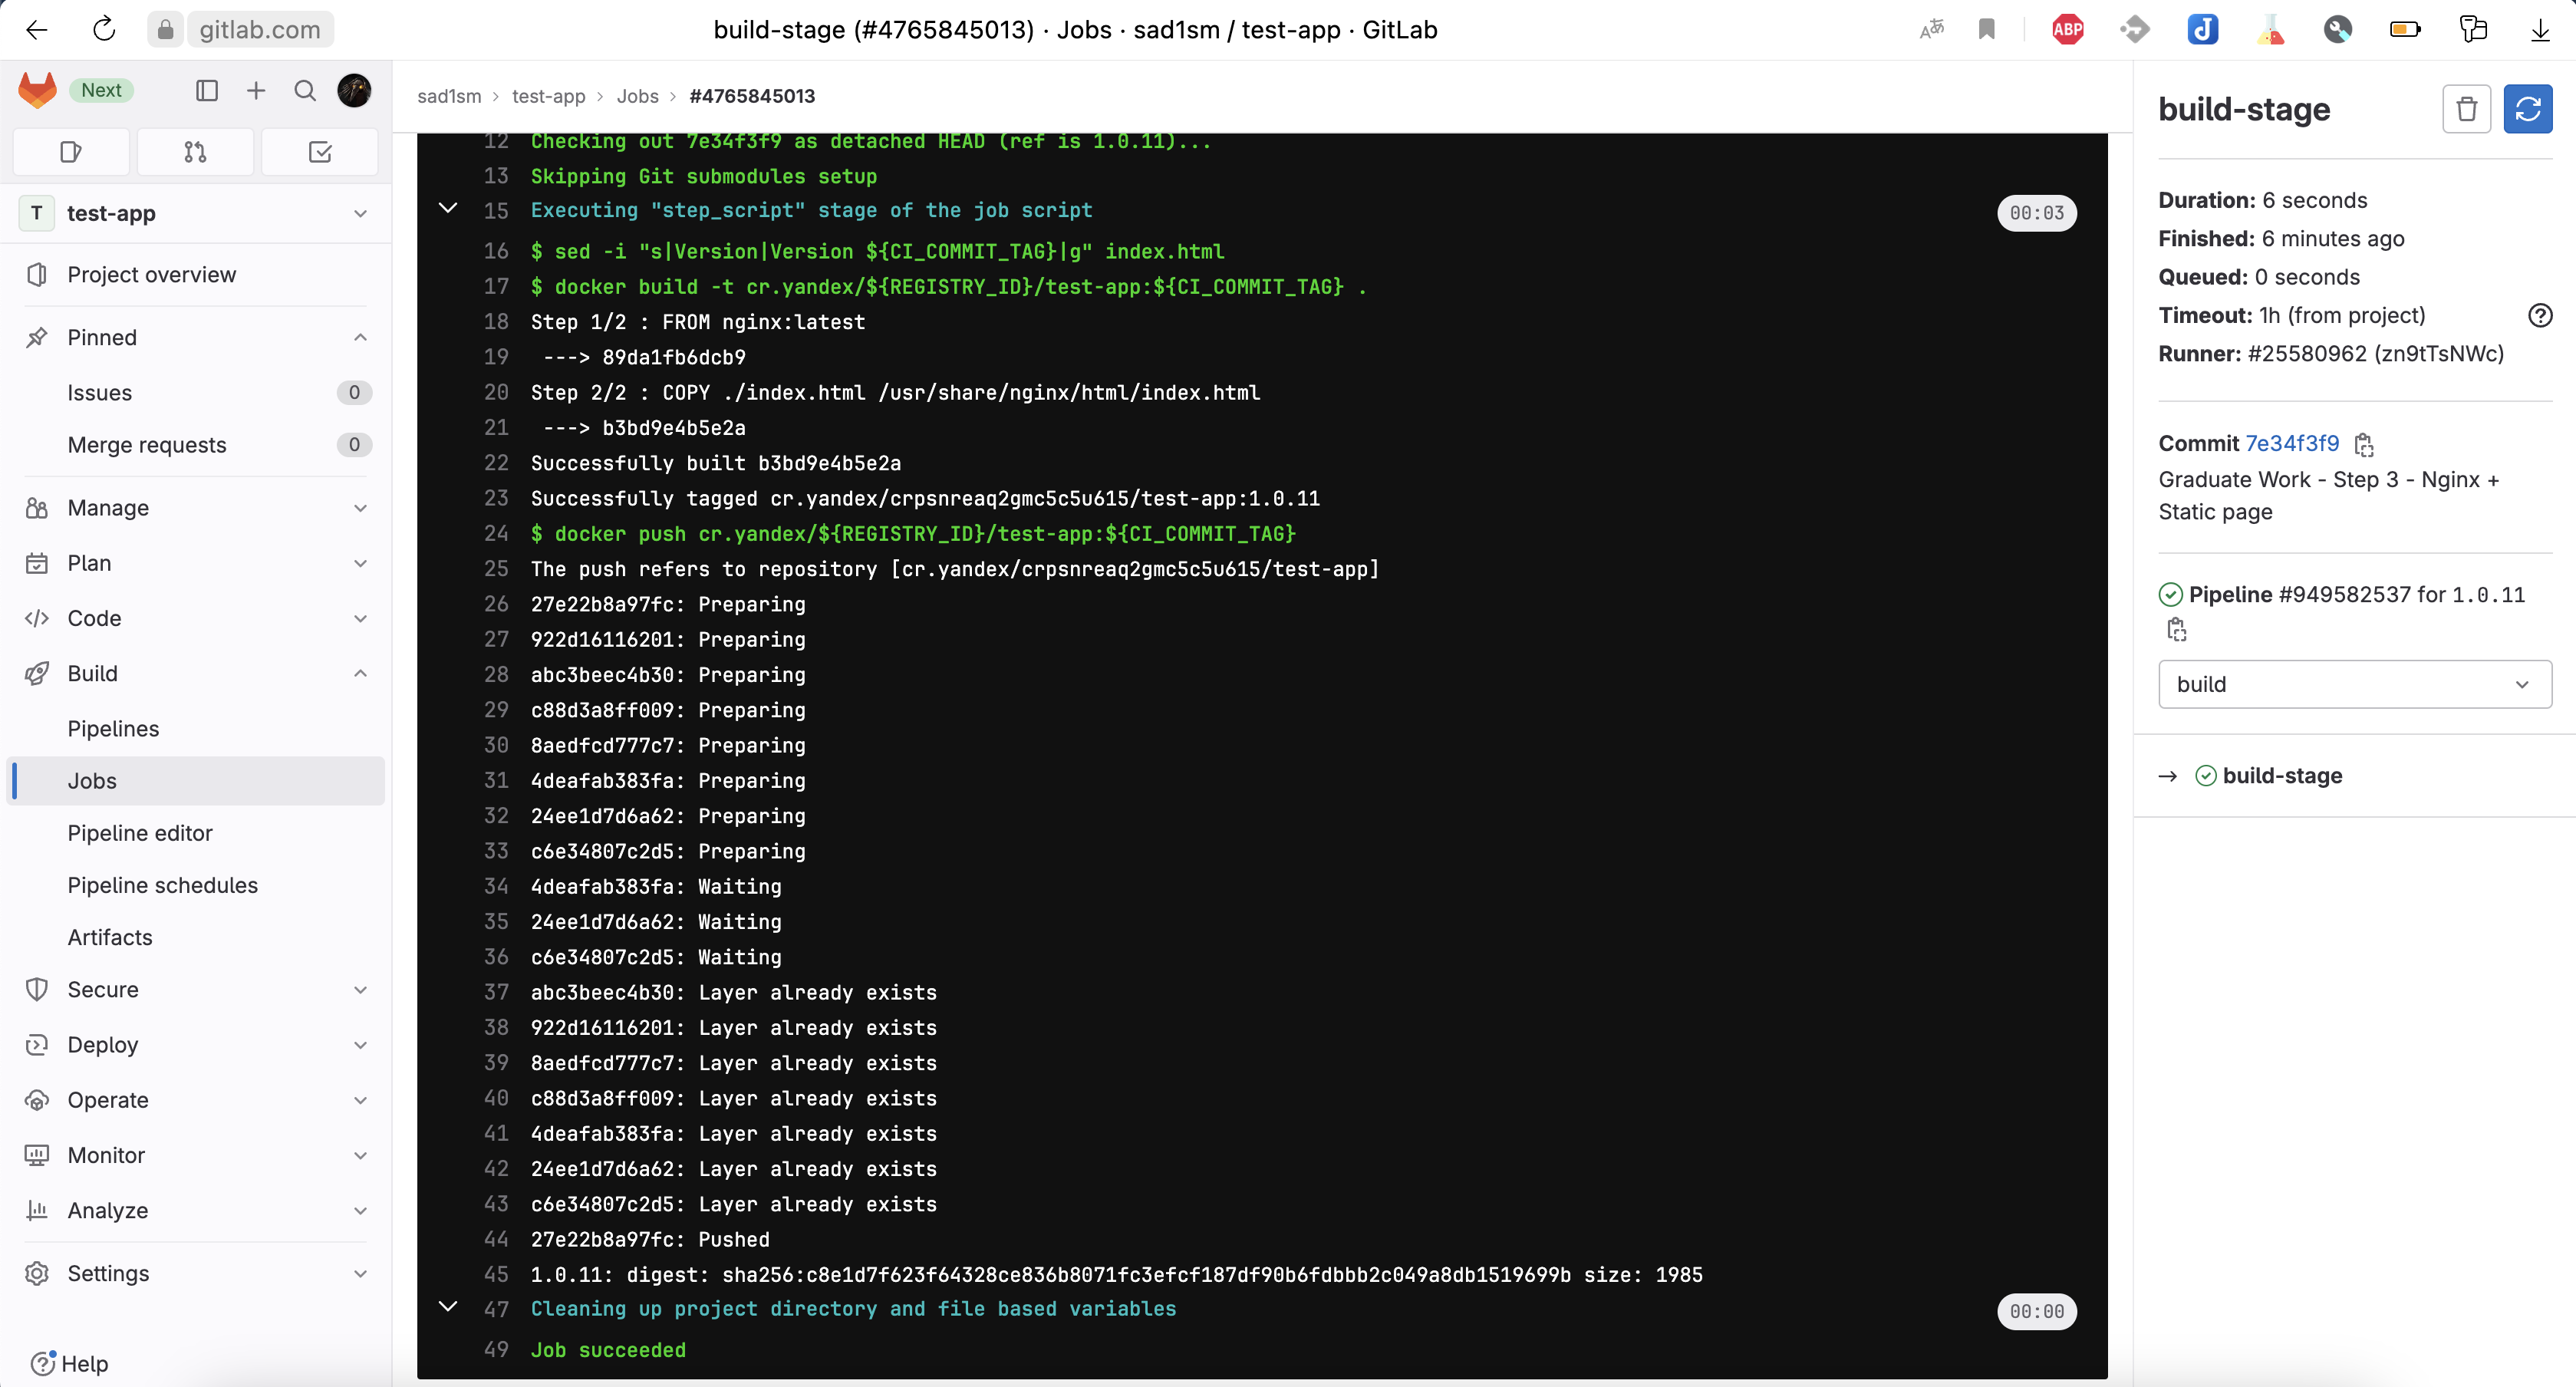 gitlab.com
build-stage (#4765845013) · Jobs · sad1sm / test-app · GitLab
ABP
Next
T test-app
Project overview
Pinned
Issues 0
Merge requests 0
Manage
Plan
Code
Build
Pipelines
Jobs
Pipeline editor
Pipeline schedules
Artifacts
Secure
Deploy
Operate
Monitor
Analyze
Settings
Help
sad1sm > test-app > Jobs > #4765845013
12 Checking out 7e34f3f9 as detached HEAD (ref is 1.0.11)...
13 Skipping Git submodules setup
15 Executing "step_script" stage of the job script 00:03
16 $ sed -i "s|Version|Version ${CI_COMMIT_TAG}|g" index.html
17 $ docker build -t cr.yandex/${REGISTRY_ID}/test-app:${CI_COMMIT_TAG} .
18 Step 1/2 : FROM nginx:latest
19 ---> 89da1fb6dcb9
20 Step 2/2 : COPY ./index.html /usr/share/nginx/html/index.html
21 ---> b3bd9e4b5e2a
22 Successfully built b3bd9e4b5e2a
23 Successfully tagged cr.yandex/crpsnreaq2gmc5c5u615/test-app:1.0.11
24 $ docker push cr.yandex/${REGISTRY_ID}/test-app:${CI_COMMIT_TAG}
25 The push refers to repository [cr.yandex/crpsnreaq2gmc5c5u615/test-app]
26 27e22b8a97fc: Preparing
27 922d16116201: Preparing
28 abc3beec4b30: Preparing
29 c88d3a8ff009: Preparing
30 8aedfcd777c7: Preparing
31 4deafab383fa: Preparing
32 24ee1d7d6a62: Preparing
33 c6e34807c2d5: Preparing
34 4deafab383fa: Waiting
35 24ee1d7d6a62: Waiting
36 c6e34807c2d5: Waiting
37 abc3beec4b30: Layer already exists
38 922d16116201: Layer already exists
39 8aedfcd777c7: Layer already exists
40 c88d3a8ff009: Layer already exists
41 4deafab383fa: Layer already exists
42 24ee1d7d6a62: Layer already exists
43 c6e34807c2d5: Layer already exists
44 27e22b8a97fc: Pushed
45 1.0.11: digest: sha256:c8e1d7f623f64328ce836b8071fc3efcf187df90b6fdbbb2c049a8db1519699b size: 1985
47 Cleaning up project directory and file based variables 00:00
49 Job succeeded
build-stage
Duration: 6 seconds
Finished: 6 minutes ago
Queued: 0 seconds
Timeout: 1h (from project)
Runner: #25580962 (zn9tTsNWc)
Commit 7e34f3f9
Graduate Work - Step 3 - Nginx +
Static page
Pipeline #949582537 for 1.0.11
build
→ build-stage